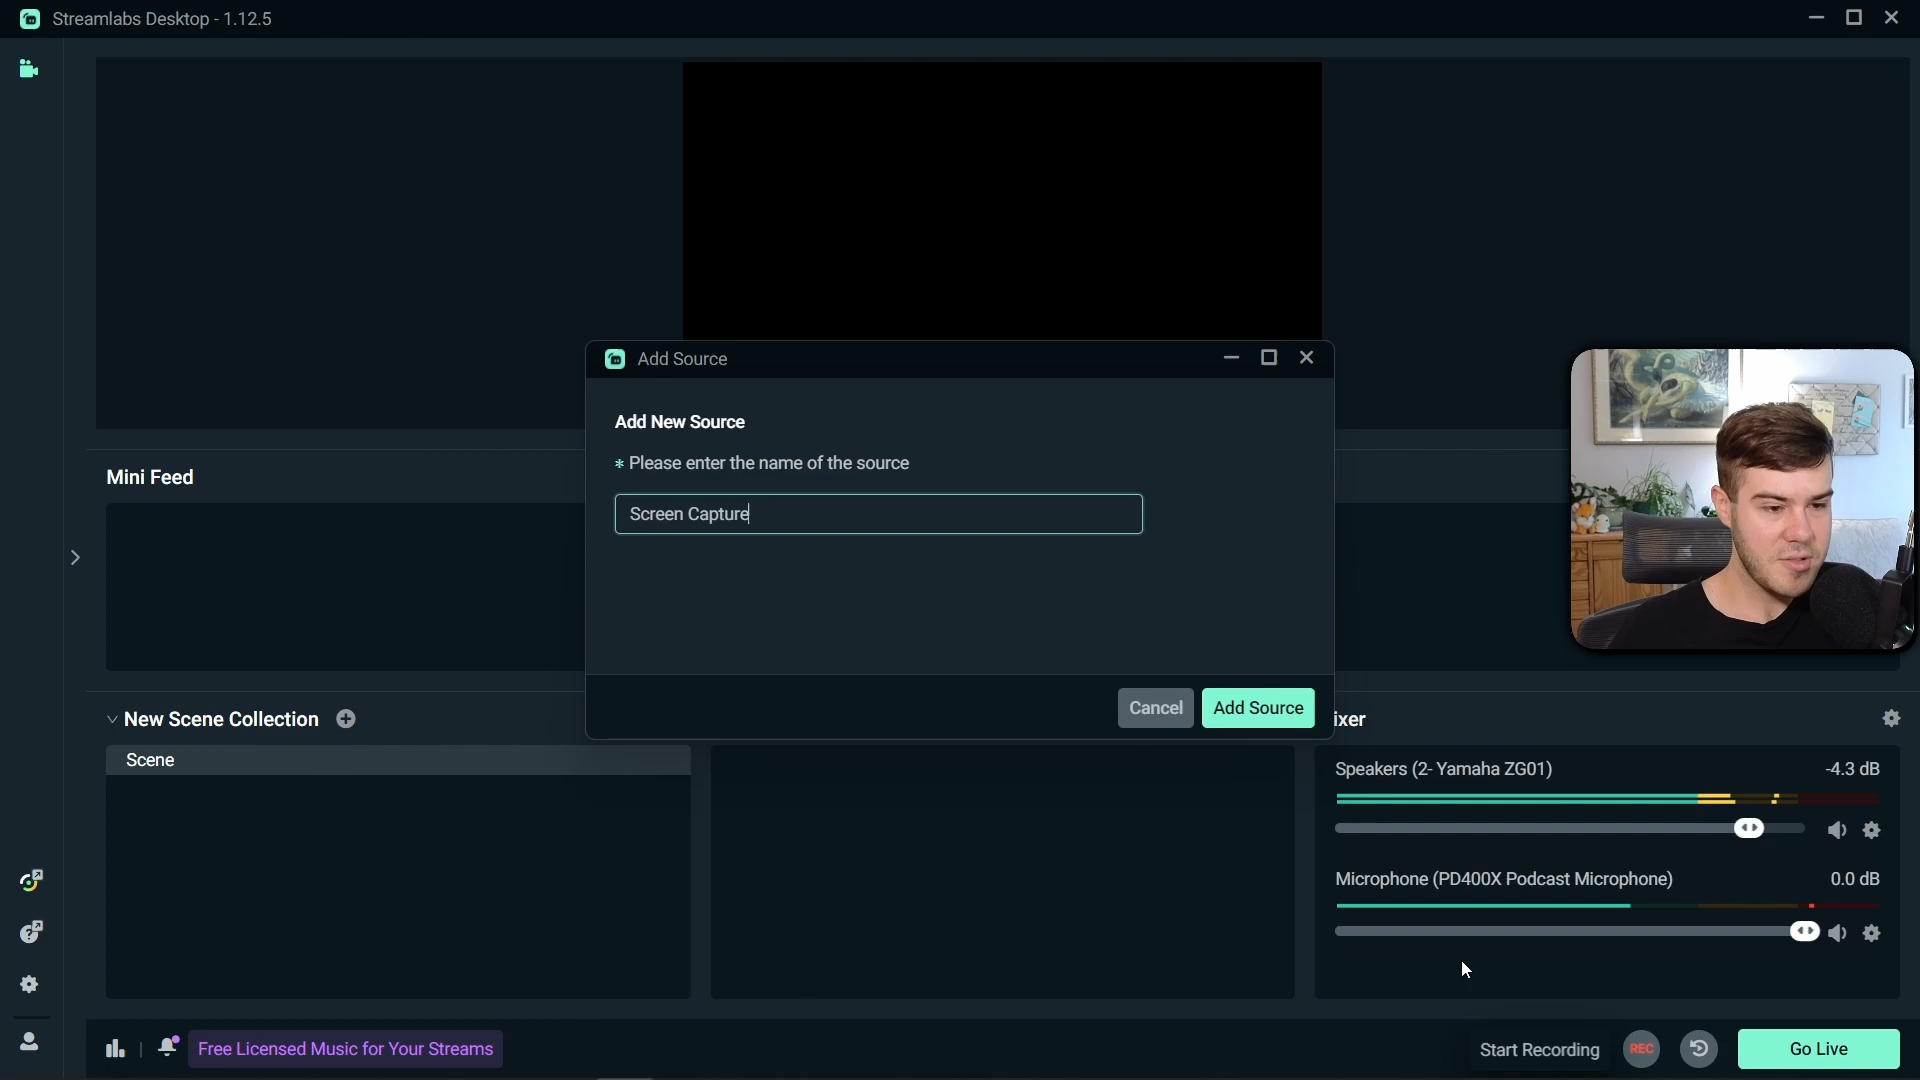 Streamlabs Desktop - 1.12.5
Add Source
Add New Source
* Please enter the name of the source
Screen Capture
Cancel
Add Source
Mini Feed
New Scene Collection
Scene
ixer
Speakers (2- Yamaha ZG01)
-4.3 dB
Microphone (PD400X Podcast Microphone)
0.0 dB
Free Licensed Music for Your Streams
Start Recording
REC
Go Live